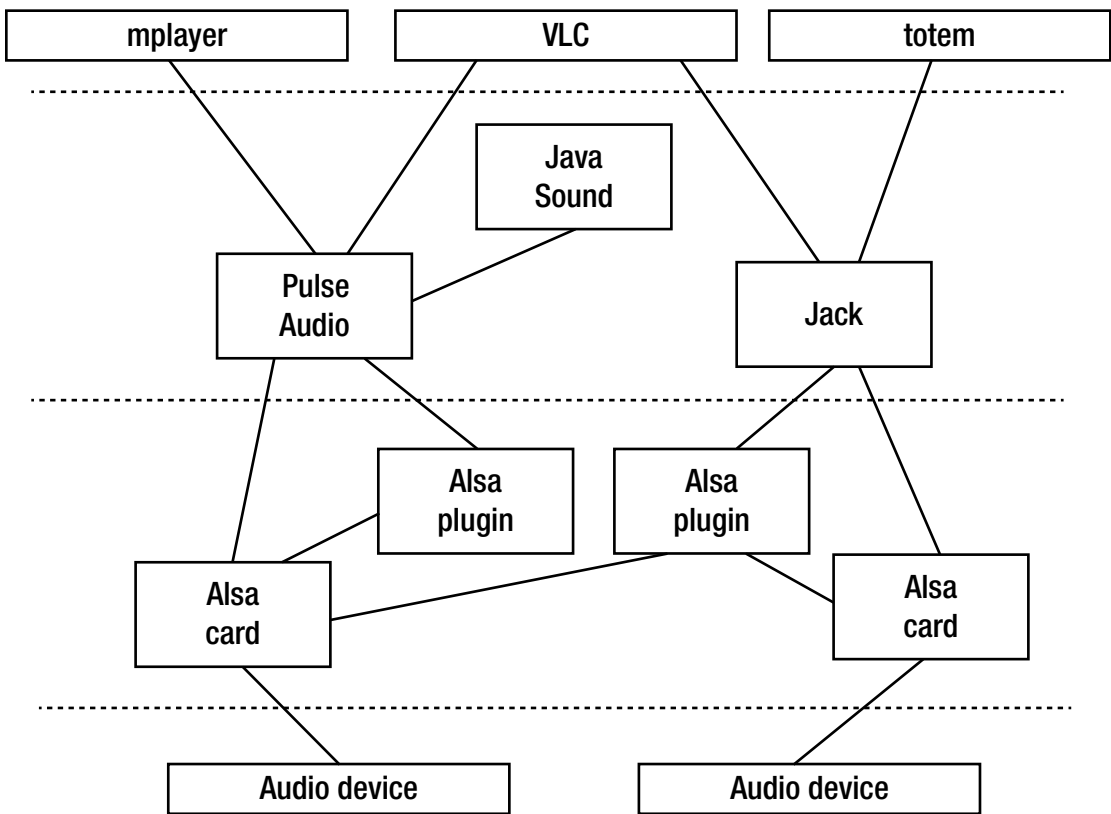 mplayer
VLC
totem
Java
Sound
Pulse
Audio
Jack
Alsa
plugin
Alsa
plugin
Alsa
card
Alsa
card
Audio device
Audio device